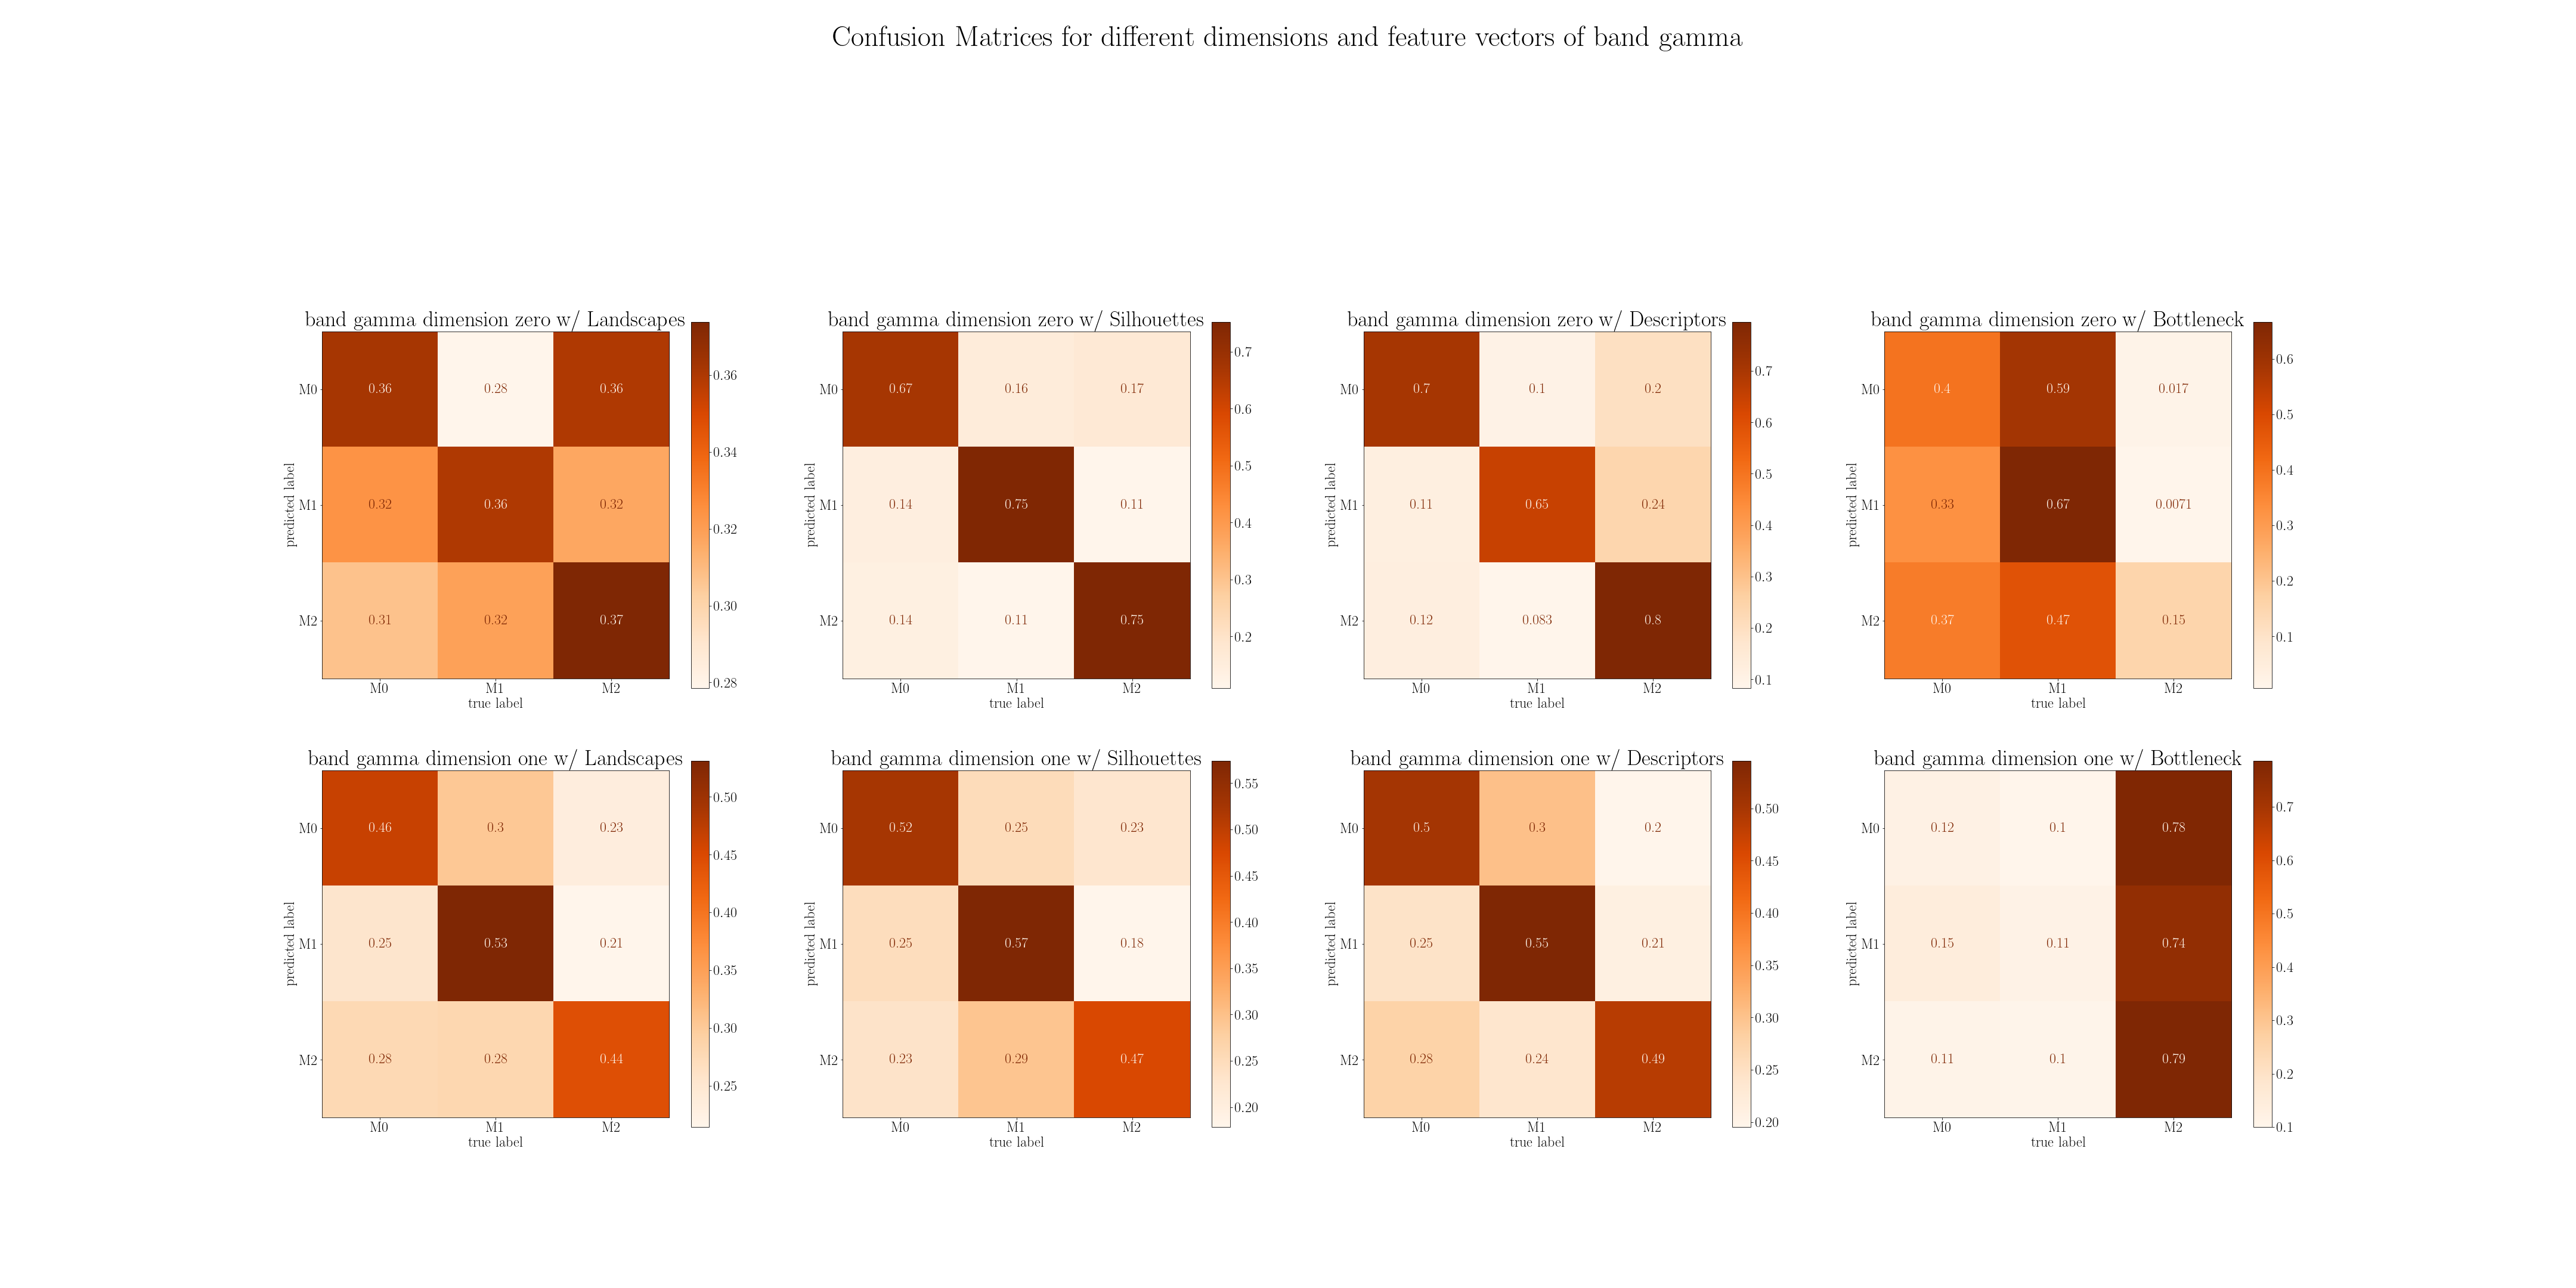 Confusion Matrices for different dimensions and feature vectors of band gamma
band gamma dimension zero w/ Landscapes
predicted label
M0 0.36 0.28 0.36
M1 0.32 0.36 0.32
M2 0.31 0.32 0.37
M0 M1 M2
true label
0.36
0.34
0.32
0.30
0.28
band gamma dimension zero w/ Silhouettes
predicted label
M0 0.67 0.16 0.17
M1 0.14 0.75 0.11
M2 0.14 0.11 0.75
M0 M1 M2
true label
0.7
0.6
0.5
0.4
0.3
0.2
band gamma dimension zero w/ Descriptors
predicted label
M0 0.7 0.1 0.2
M1 0.11 0.65 0.24
M2 0.12 0.083 0.8
M0 M1 M2
true label
0.7
0.6
0.5
0.4
0.3
0.2
0.1
band gamma dimension zero w/ Bottleneck
predicted label
M0 0.4 0.59 0.017
M1 0.33 0.67 0.0071
M2 0.37 0.47 0.15
M0 M1 M2
true label
0.6
0.5
0.4
0.3
0.2
0.1
band gamma dimension one w/ Landscapes
predicted label
M0 0.46 0.3 0.23
M1 0.25 0.53 0.21
M2 0.28 0.28 0.44
M0 M1 M2
true label
0.50
0.45
0.40
0.35
0.30
0.25
band gamma dimension one w/ Silhouettes
predicted label
M0 0.52 0.25 0.23
M1 0.25 0.57 0.18
M2 0.23 0.29 0.47
M0 M1 M2
true label
0.55
0.50
0.45
0.40
0.35
0.30
0.25
0.20
band gamma dimension one w/ Descriptors
predicted label
M0 0.5 0.3 0.2
M1 0.25 0.55 0.21
M2 0.28 0.24 0.49
M0 M1 M2
true label
0.50
0.45
0.40
0.35
0.30
0.25
0.20
band gamma dimension one w/ Bottleneck
predicted label
M0 0.12 0.1 0.78
M1 0.15 0.11 0.74
M2 0.11 0.1 0.79
M0 M1 M2
true label
0.7
0.6
0.5
0.4
0.3
0.2
0.1